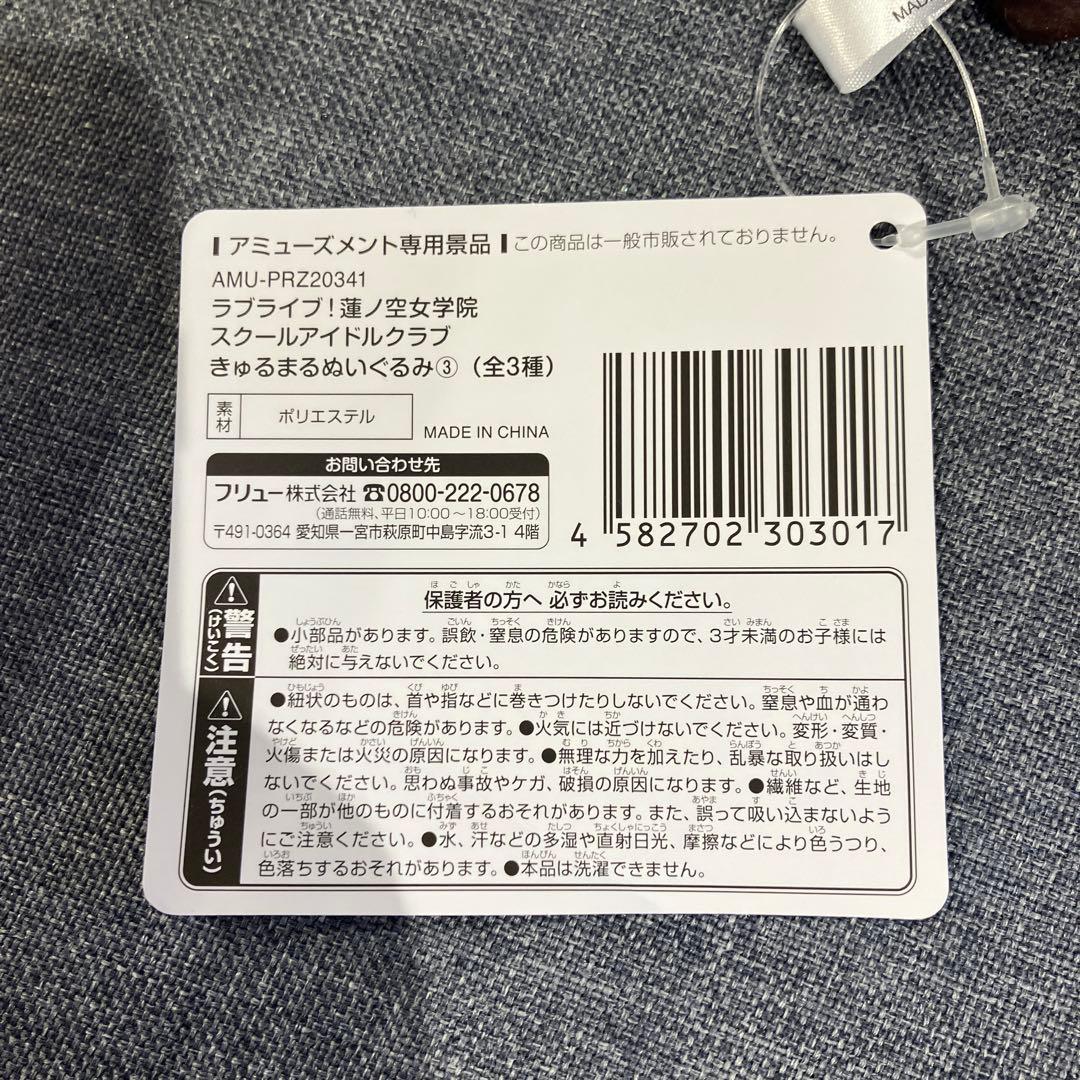 MAD
アミューズメント専用景品 この商品は一般市販されておりません。
AMU-PRZ20341
ラブライブ!蓮ノ空女学院
スクールアイドルクラブ
きゅるまるぬいぐるみ③(全3種)
素材 ポリエステル
MADE IN CHINA
お問い合わせ先
フリュー株式会社 ☎0800-222-0678
(通話無料、平日10:00~18:00受付)
〒491-0364 愛知県一宮市萩原町中島字流3-1 4階
4 582702 303017
警告(けいこく)
保護者の方へ 必ずお読みください。
●小部品があります。誤飲・窒息の危険がありますので、3才未満のお子様には
絶対に与えないでください。
注意(ちゅうい)
●紐状のものは、首や指などに巻きつけたりしないでください。窒息や血が通わ
なくなるなどの危険があります。●火気には近づけないでください。変形・変質・
火傷または火災の原因になります。●無理な力を加えたり、乱暴な取り扱いはし
ないでください。思わぬ事故やケガ、破損の原因になります。●繊維など、生地
の一部が他のものに付着するおそれがあります。また、誤って吸い込まないよう
にご注意ください。●水、汗などの多湿や直射日光、摩擦などにより色うつり、
色落ちするおそれがあります。●本品は洗濯できません。